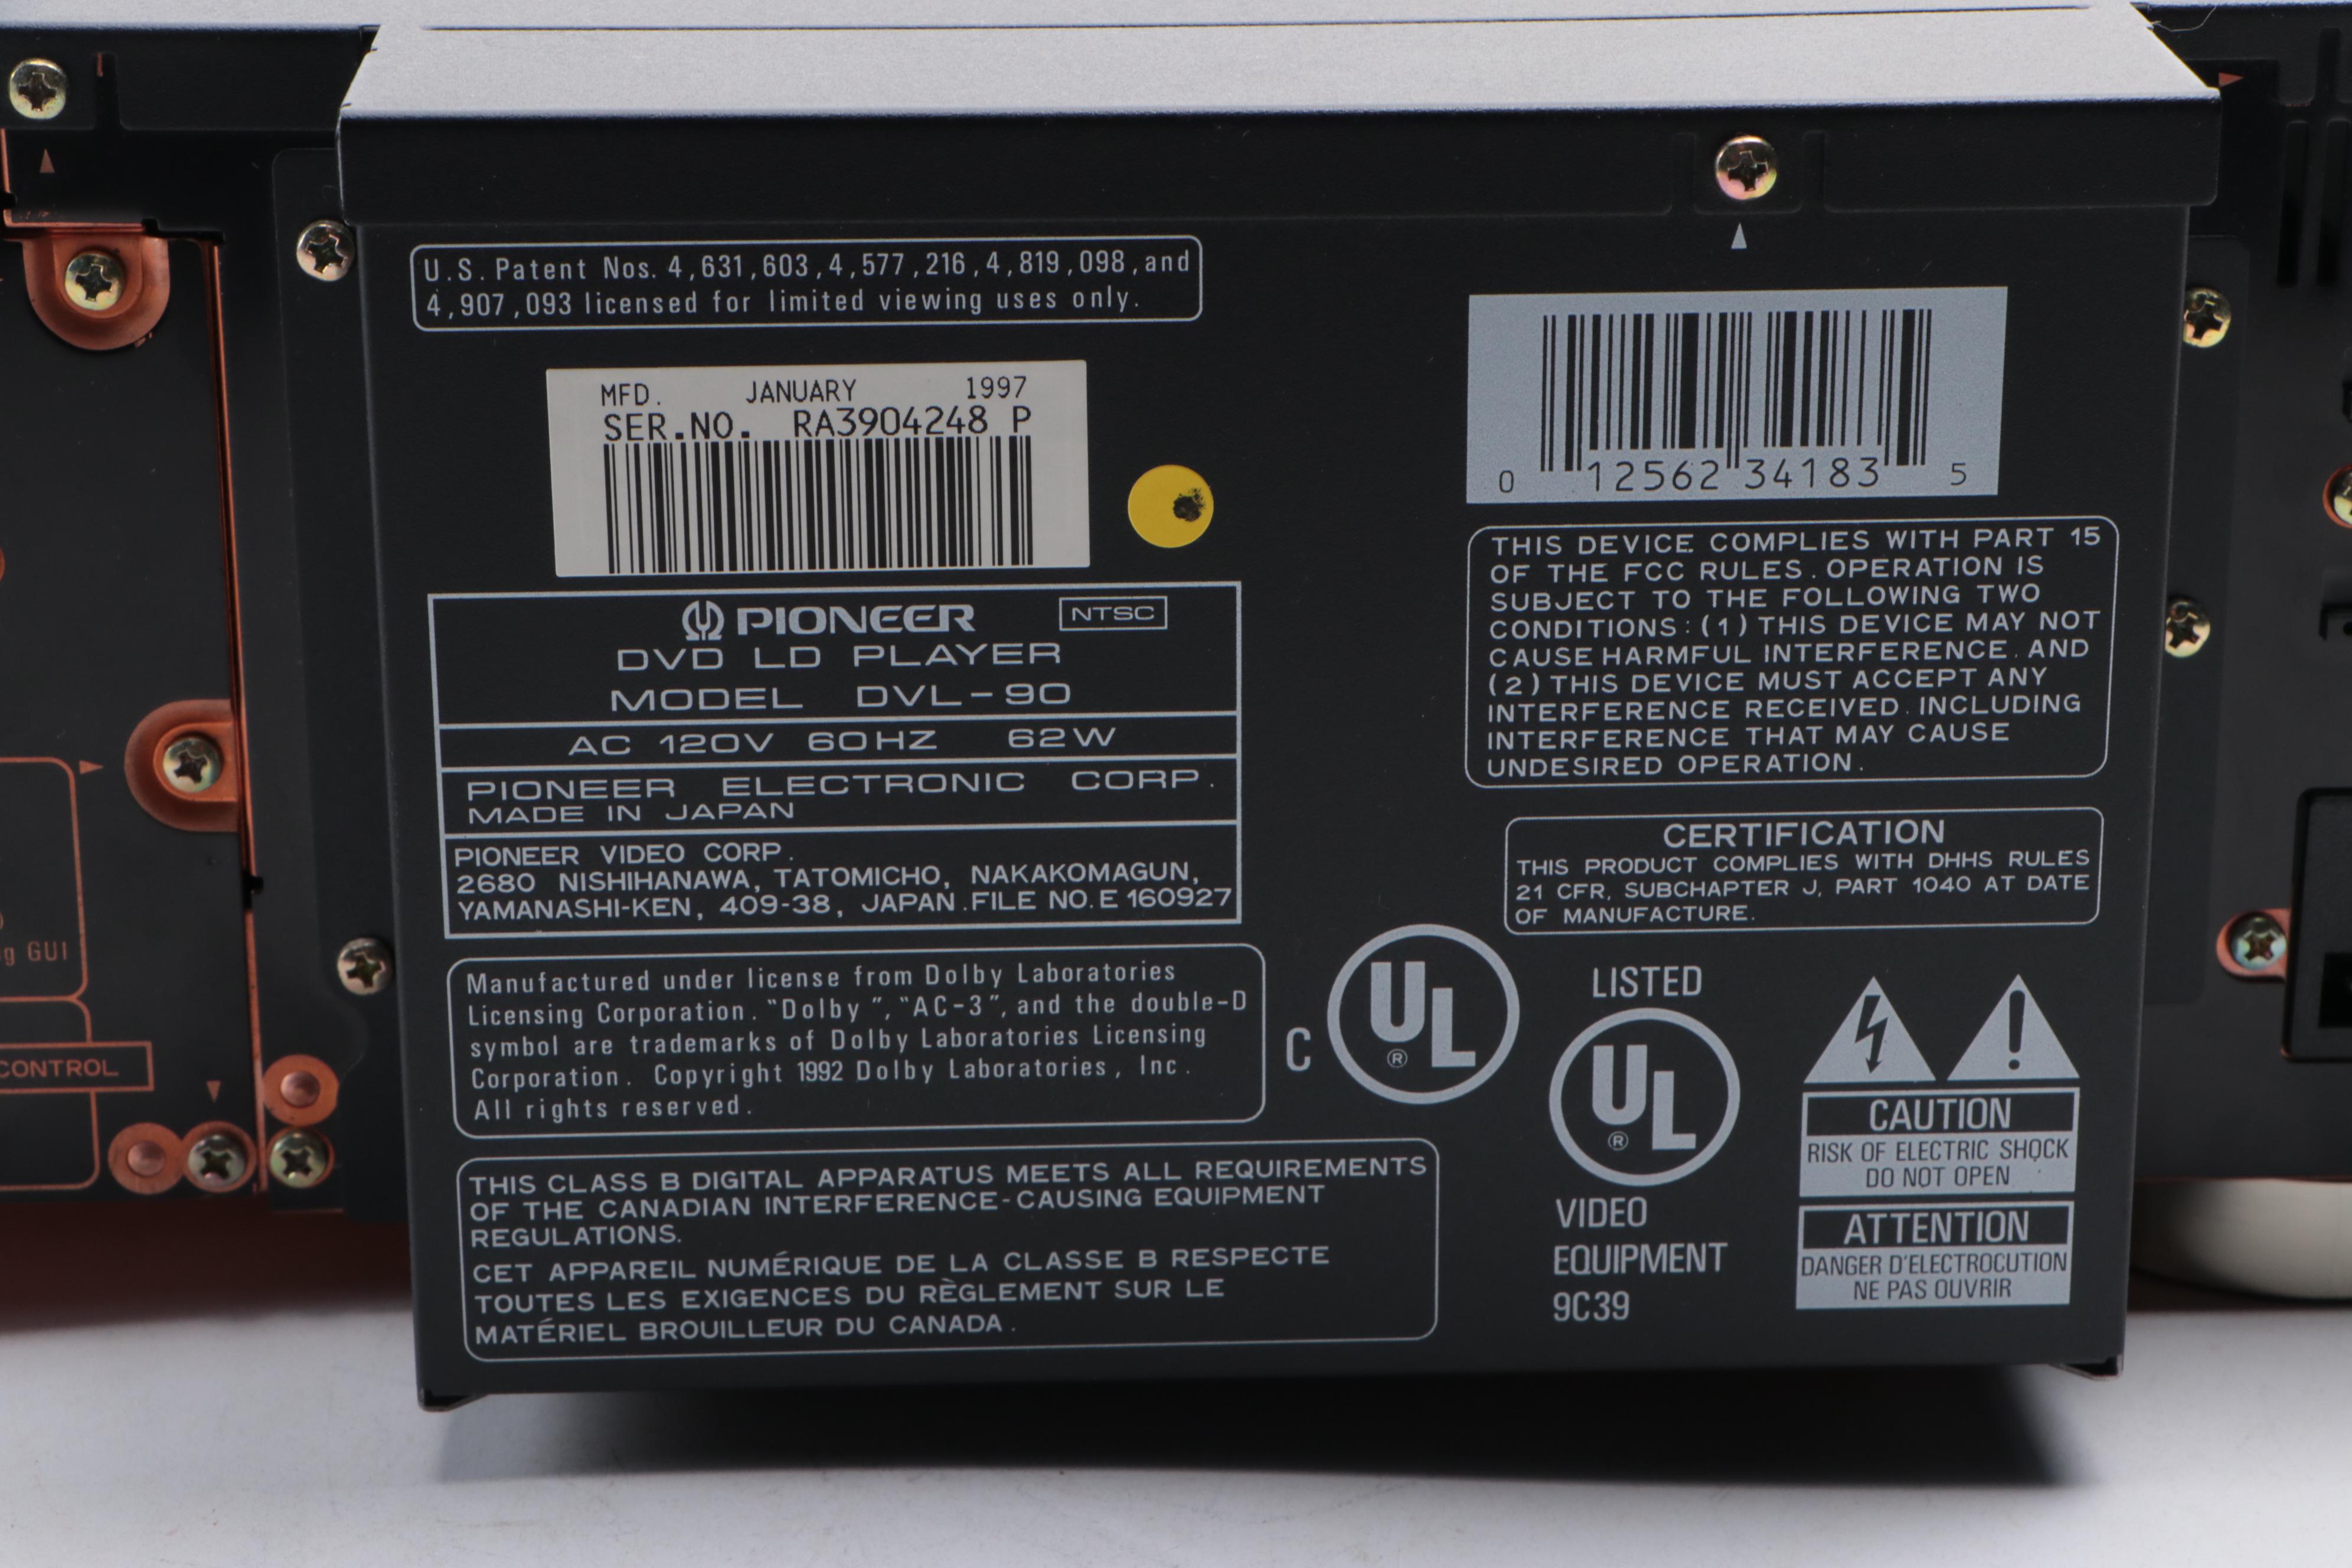 U.S. Patent Nos. 4,631,603,4,577,216,4,819,098,and
4,907,093 licensed for limited viewing uses only.
MFD. JANUARY 1997
SER.NO. RA3904248 P
PIONEER NTSC
DVD LD PLAYER
MODEL DVL-90
AC 120V 60HZ 62W
PIONEER ELECTRONIC CORP.
MADE IN JAPAN
PIONEER VIDEO CORP.
2680 NISHIHANAWA, TATOMICHO, NAKAKOMAGUN,
YAMANASHI-KEN, 409-38, JAPAN.FILE NO.E 160927
Manufactured under license from Dolby Laboratories
Licensing Corporation. "Dolby", "AC-3", and the double-D
symbol are trademarks of Dolby Laboratories Licensing
Corporation. Copyright 1992 Dolby Laboratories, Inc.
All rights reserved.
THIS CLASS B DIGITAL APPARATUS MEETS ALL REQUIREMENTS
OF THE CANADIAN INTERFERENCE-CAUSING EQUIPMENT
REGULATIONS.
CET APPAREIL NUMÉRIQUE DE LA CLASSE B RESPECTE
TOUTES LES EXIGENCES DU RÈGLEMENT SUR LE
MATÉRIEL BROUILLEUR DU CANADA.
0 12562 34183 5
THIS DEVICE COMPLIES WITH PART 15
OF THE FCC RULES. OPERATION IS
SUBJECT TO THE FOLLOWING TWO
CONDITIONS: (1) THIS DEVICE MAY NOT
CAUSE HARMFUL INTERFERENCE. AND
(2) THIS DEVICE MUST ACCEPT ANY
INTERFERENCE RECEIVED. INCLUDING
INTERFERENCE THAT MAY CAUSE
UNDESIRED OPERATION.
CERTIFICATION
THIS PRODUCT COMPLIES WITH DHHS RULES
21 CFR, SUBCHAPTER J, PART 1040 AT DATE
OF MANUFACTURE.
C UL ®
LISTED
UL ®
VIDEO
EQUIPMENT
9C39
CAUTION
RISK OF ELECTRIC SHOCK
DO NOT OPEN
ATTENTION
DANGER D'ELECTROCUTION
NE PAS OUVRIR
GUI
CONTROL